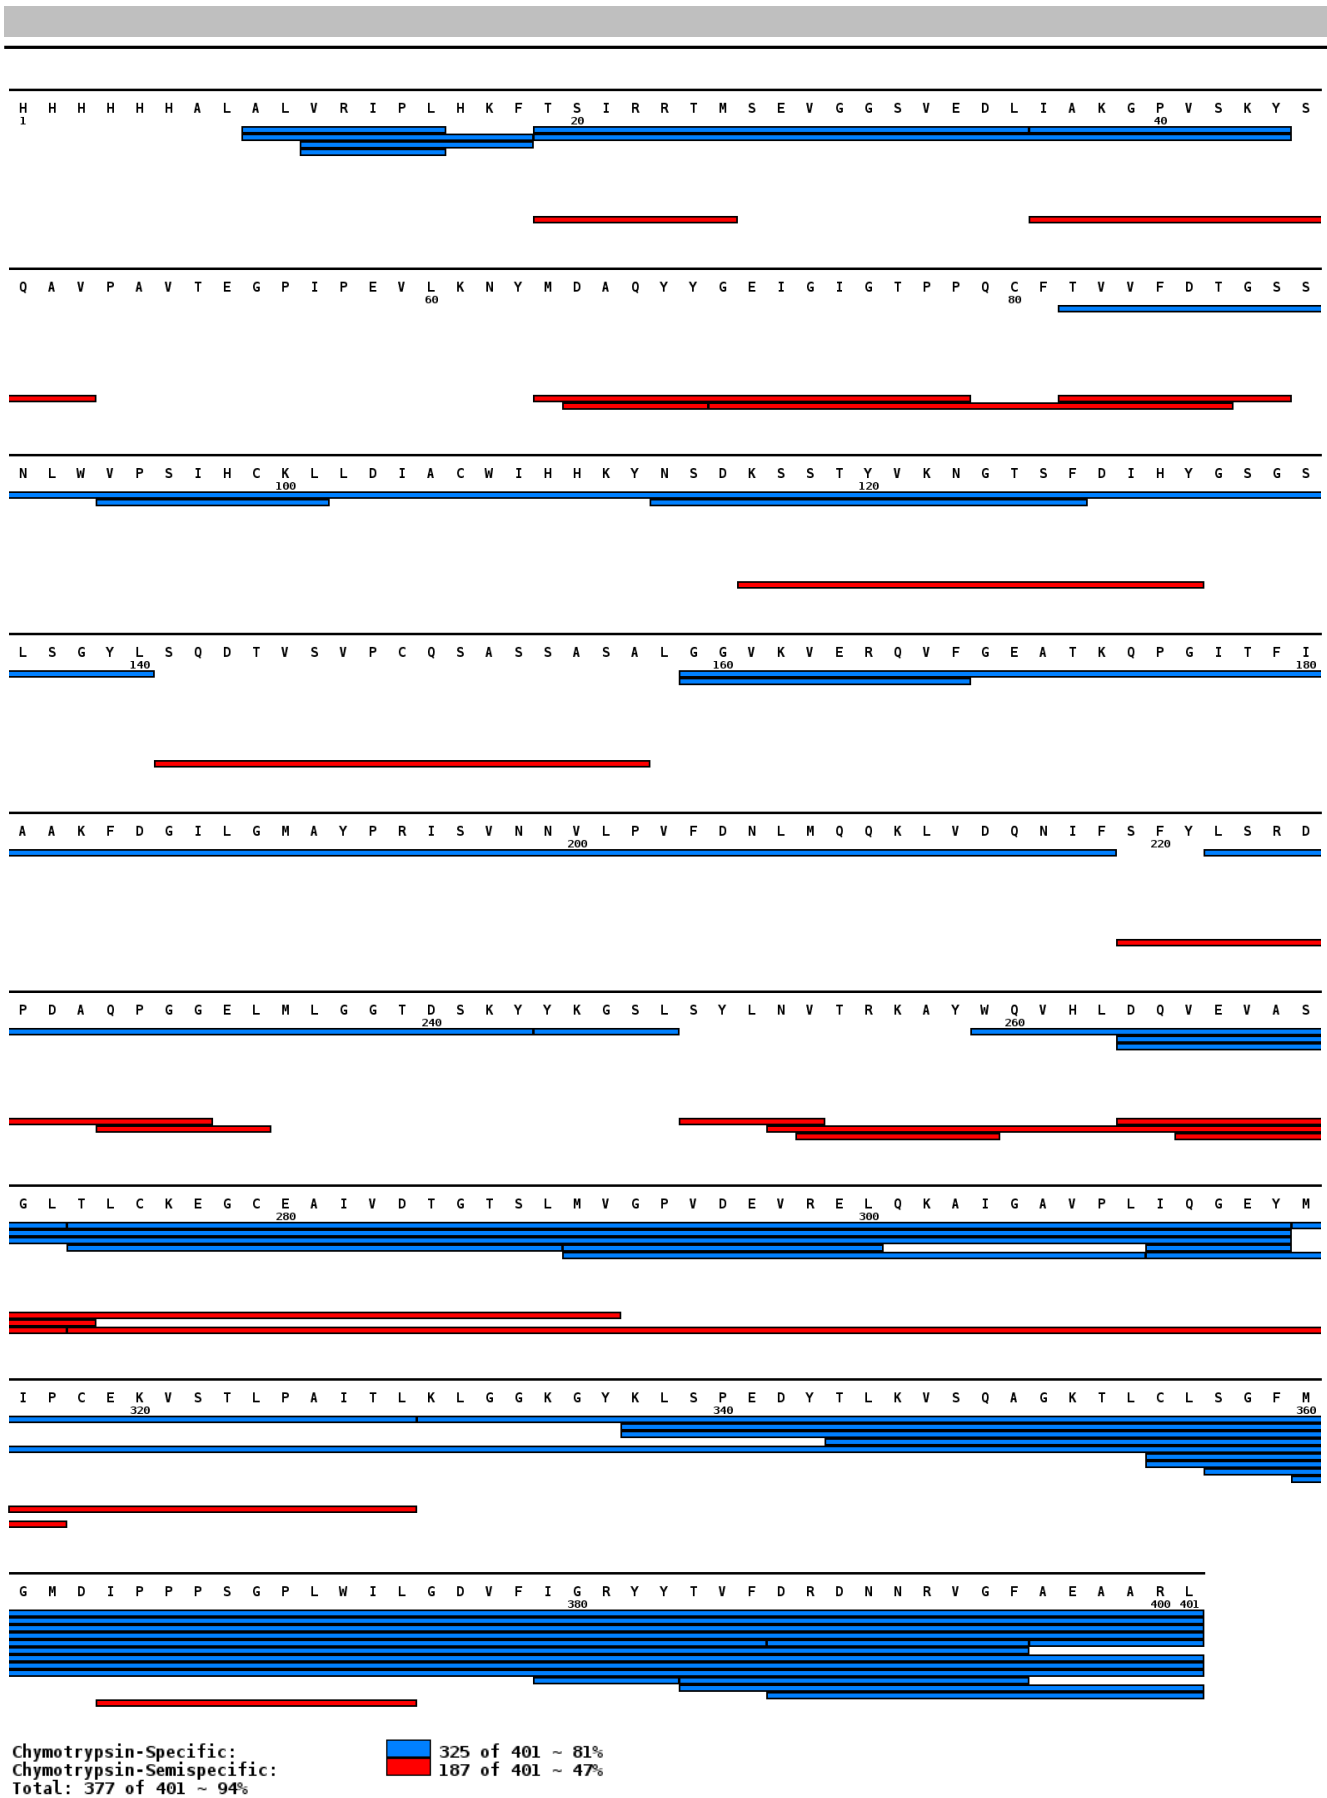 H H H H H H A L A L V R I P L H K F T S I R R T M S E V G G S V E D L I A K G P V S K Y S
1 20 40
Q A V P A V T E G P I P E V L K N Y M D A Q Y Y G E I G I G T P P Q C F T V V F D T G S S
60 80
N L W V P S I H C K L L D I A C W I H H K Y N S D K S S T Y V K N G T S F D I H Y G S G S
100 120
L S G Y L S Q D T V S V P C Q S A S S A S A L G G V K V E R Q V F G E A T K Q P G I T F I
140 160 180
A A K F D G I L G M A Y P R I S V N N V L P V F D N L M Q Q K L V D Q N I F S F Y L S R D
200 220
P D A Q P G G E L M L G G T D S K Y Y K G S L S Y L N V T R K A Y W Q V H L D Q V E V A S
240 260
G L T L C K E G C E A I V D T G T S L M V G P V D E V R E L Q K A I G A V P L I Q G E Y M
280 300
I P C E K V S T L P A I T L K L G G K G Y K L S P E D Y T L K V S Q A G K T L C L S G F M
320 340 360
G M D I P P P S G P L W I L G D V F I G R Y Y T V F D R D N N R V G F A E A A R L
380 400 401
Chymotrypsin-Specific: 325 of 401 ~ 81%
Chymotrypsin-Semispecific: 187 of 401 ~ 47%
Total: 377 of 401 ~ 94%